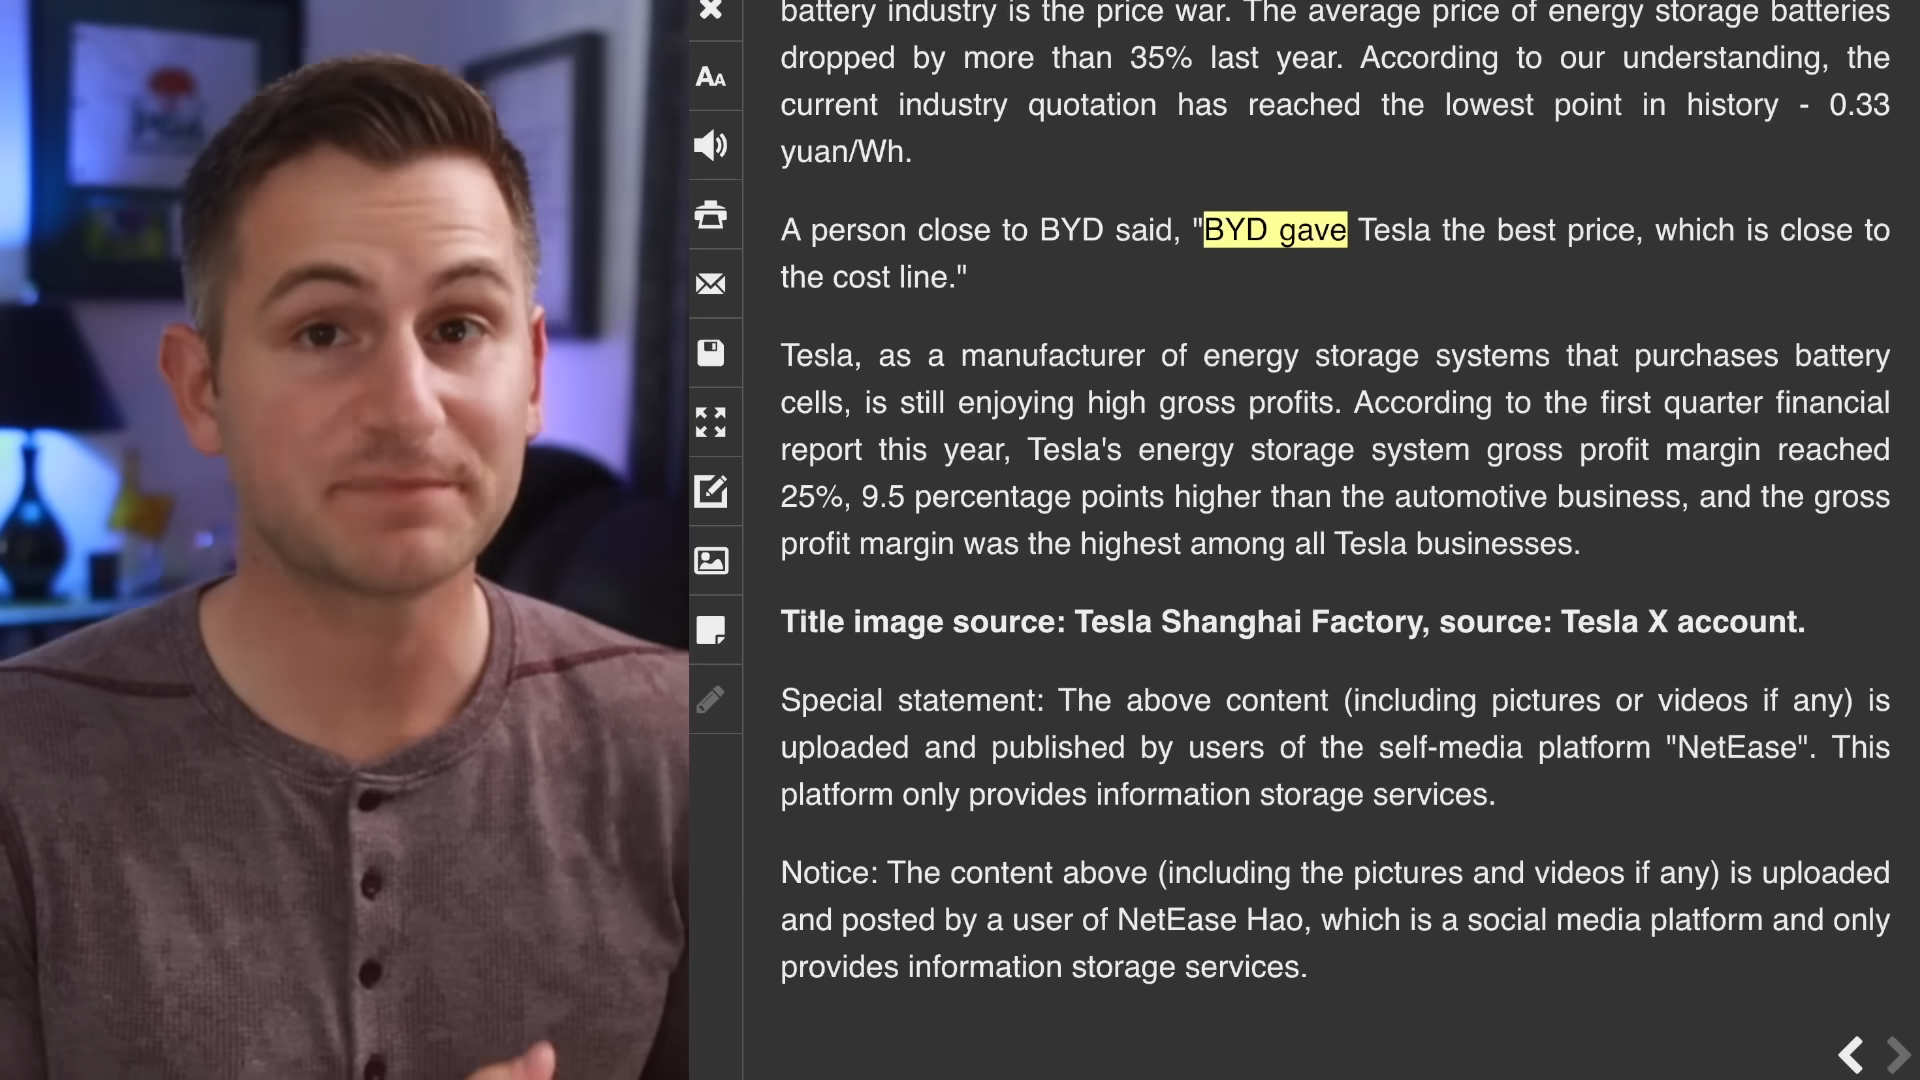 battery industry is the price war. The average price of energy storage batteries
dropped by more than 35% last year. According to our understanding, the
current industry quotation has reached the lowest point in history - 0.33
yuan/Wh.
A person close to BYD said, "BYD gave Tesla the best price, which is close to
the cost line."
Tesla, as a manufacturer of energy storage systems that purchases battery
cells, is still enjoying high gross profits. According to the first quarter financial
report this year, Tesla's energy storage system gross profit margin reached
25%, 9.5 percentage points higher than the automotive business, and the gross
profit margin was the highest among all Tesla businesses.
Title image source: Tesla Shanghai Factory, source: Tesla X account.
Special statement: The above content (including pictures or videos if any) is
uploaded and published by users of the self-media platform "NetEase". This
platform only provides information storage services.
Notice: The content above (including the pictures and videos if any) is uploaded
and posted by a user of NetEase Hao, which is a social media platform and only
provides information storage services.
AA